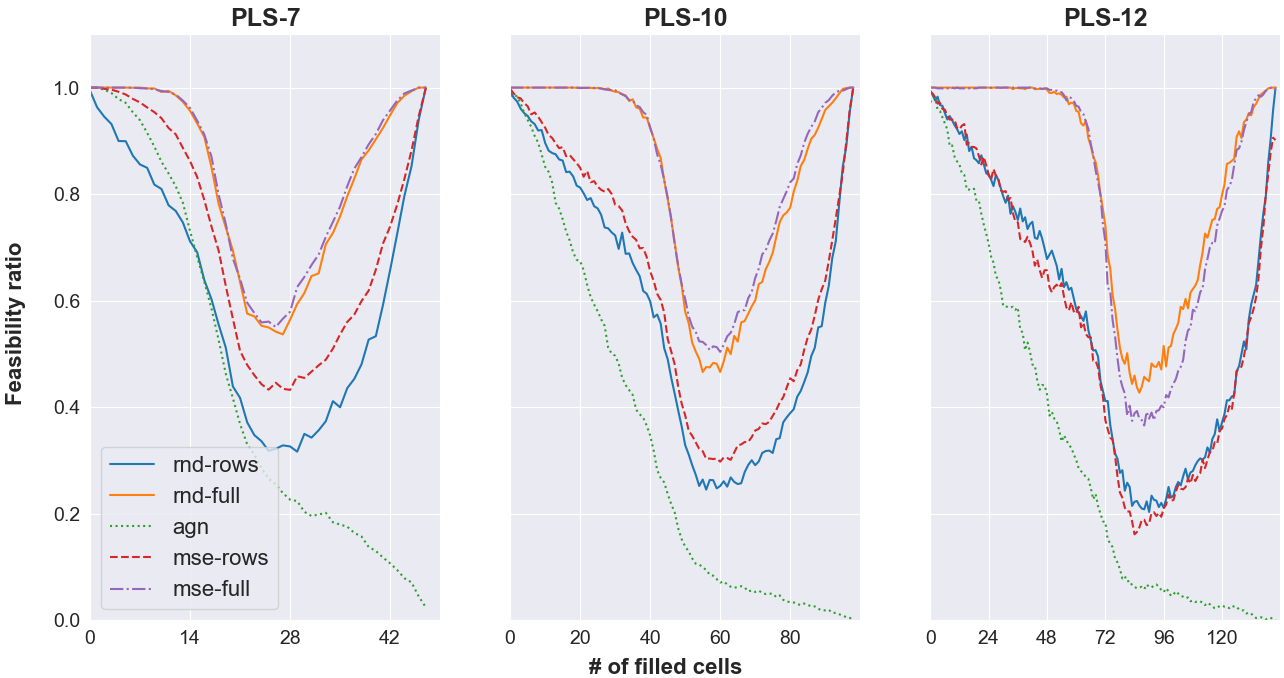 PLS-7
PLS-10
PLS-12
Feasibility ratio
1.0
0.8
0.6
0.4
0.2
0.0
rnd-rows
rnd-full
agn
mse-rows
mse-full
0 14 28 42
0 20 40 60 80
0 24 48 72 96 120
# of filled cells